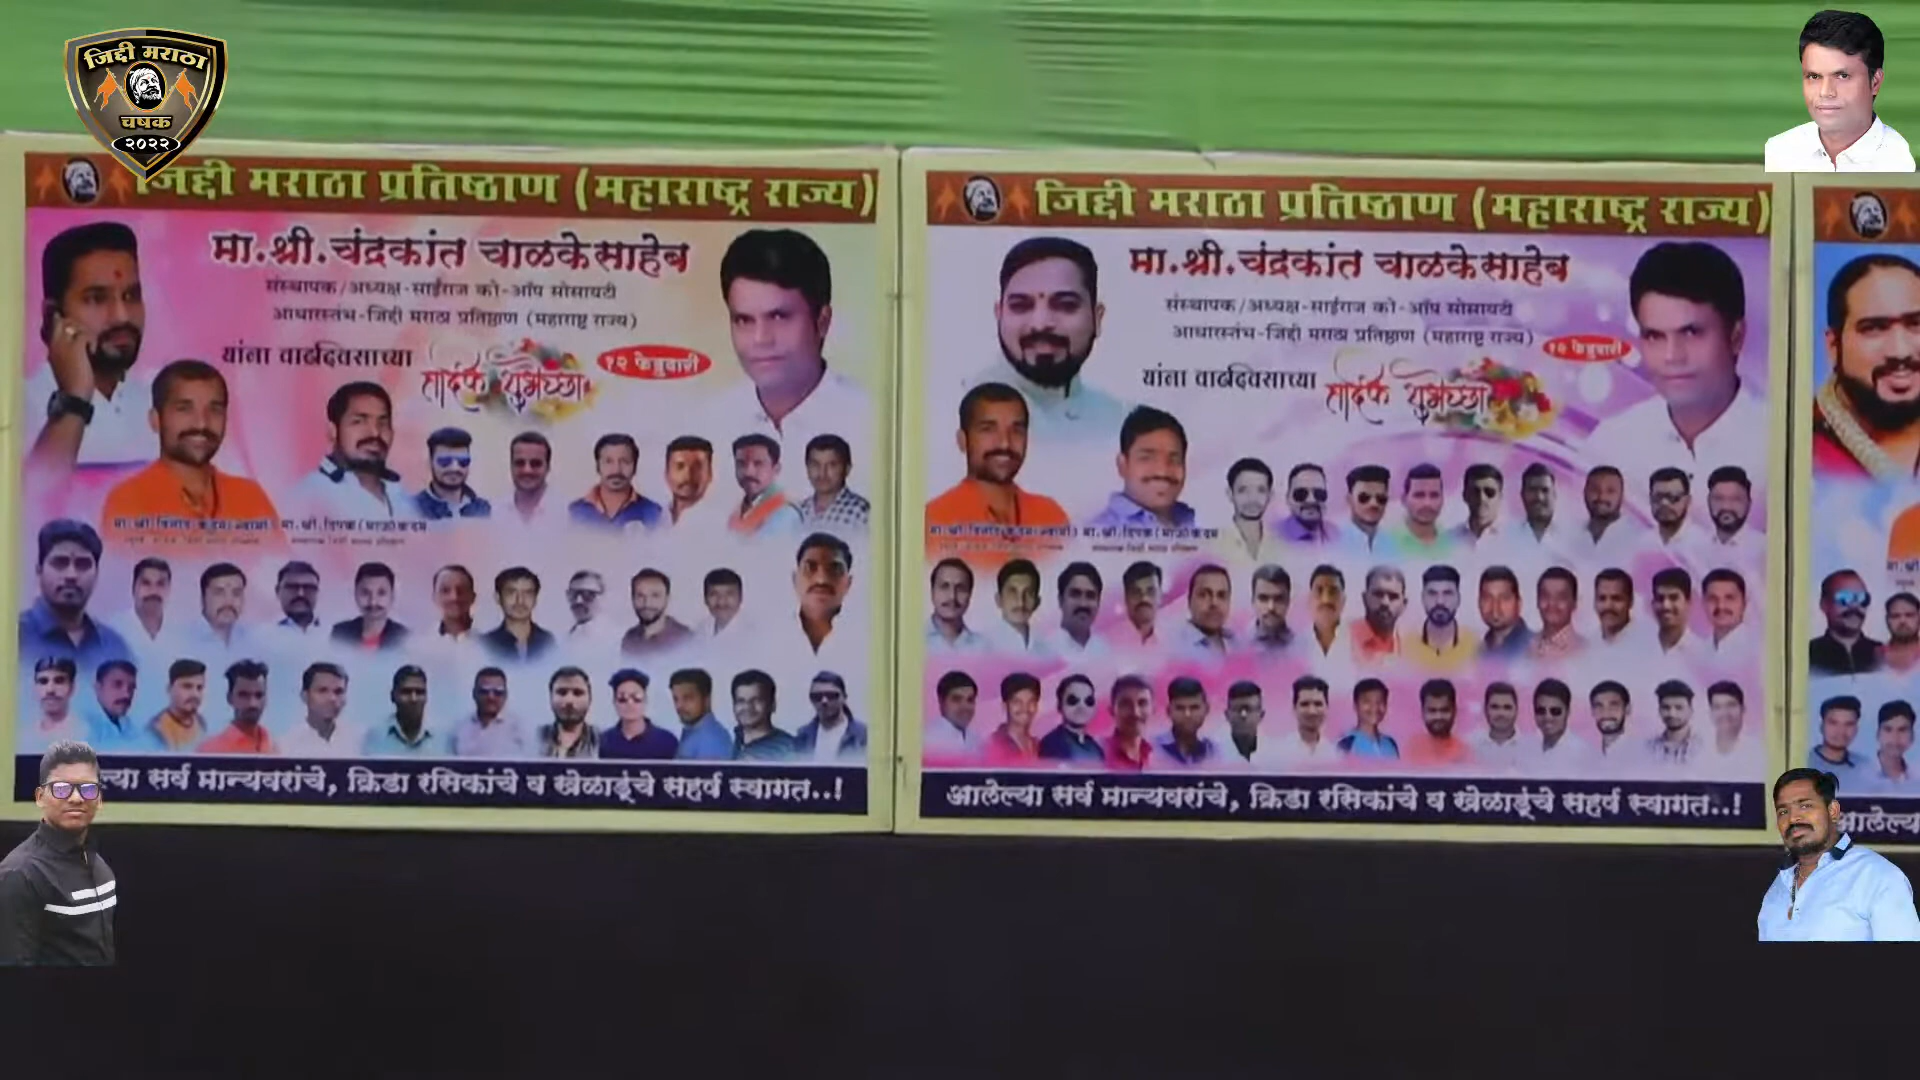 जिद्दी मराठा
चषक
२०२२
जिद्दी मराठा प्रतिष्ठाण (महाराष्ट्र राज्य)
मा.श्री.चंद्रकांत चाळकेसाहेब
संस्थापक/अध्यक्ष-साईराज को-ऑप सोसायटी
आधारस्तंभ-जिद्दी मराठा प्रतिष्ठाण (महाराष्ट्र राज्य)
यांना वाढदिवसाच्या हार्दिक शुभेच्छा
१२ फेब्रुवारी
मा.श्री.दिपक
ल्या सर्व मान्यवरांचे, क्रिडा रसिकांचे व खेळाडूंचे सहर्ष स्वागत..!
जिद्दी मराठा प्रतिष्ठाण (महाराष्ट्र राज्य)
मा.श्री.चंद्रकांत चाळकेसाहेब
संस्थापक/अध्यक्ष-साईराज को-ऑप सोसायटी
आधारस्तंभ-जिद्दी मराठा प्रतिष्ठाण (महाराष्ट्र राज्य)
यांना वाढदिवसाच्या हार्दिक शुभेच्छा
१२ फेब्रुवारी
मा.श्री.दिपक
आलेल्या सर्व मान्यवरांचे, क्रिडा रसिकांचे व खेळाडूंचे सहर्ष स्वागत..!
आलेल्या